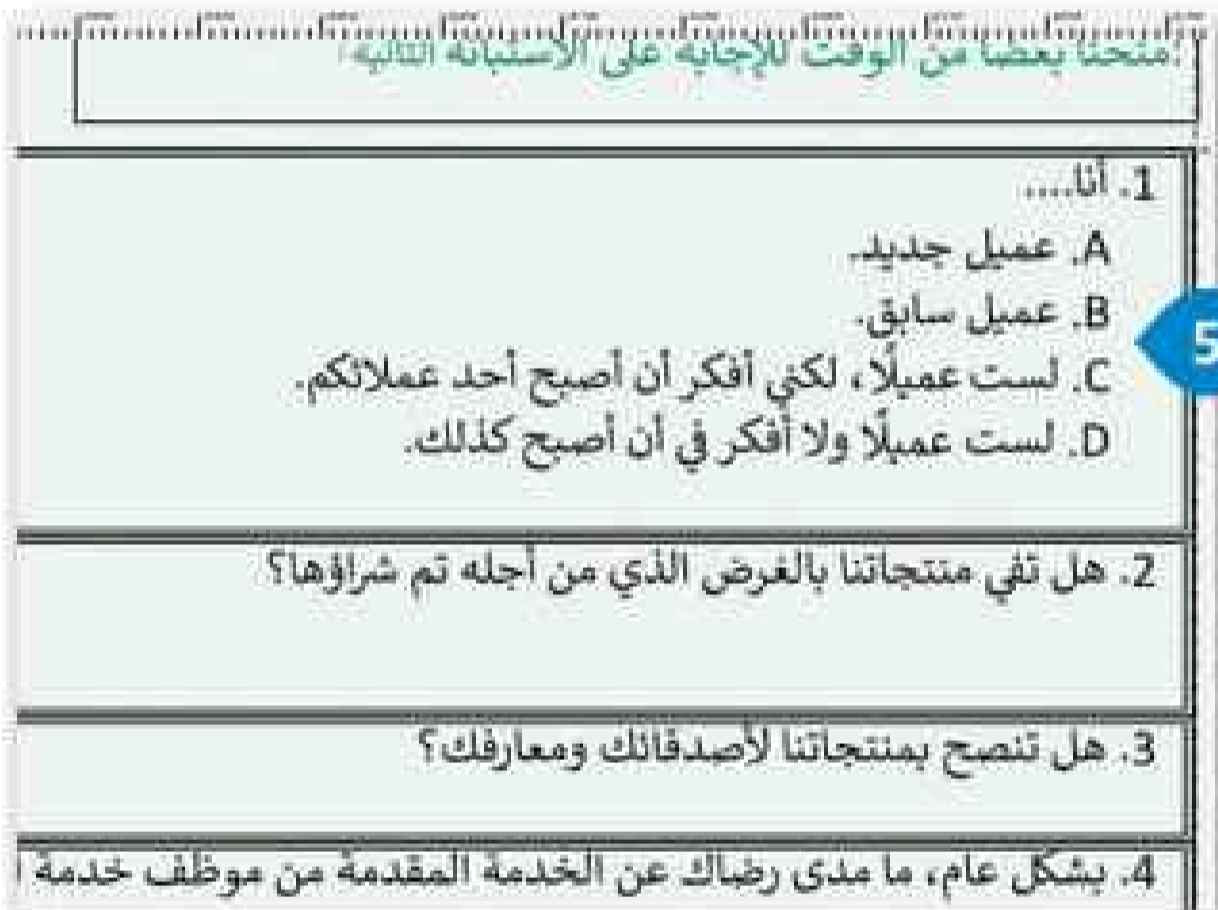 منحنا بعضا من الوقت للإجابة على الاستبانة التالية:
1. أنا....
A. عميل جديد.
B. عميل سابق.
C. لست عميلًا، لكني أفكر أن أصبح أحد عملائكم.
D. لست عميلًا ولا أفكر في أن أصبح كذلك.
5
2. هل تفي منتجاتنا بالغرض الذي من أجله تم شراؤها؟
3. هل تنصح بمنتجاتنا لأصدقائك ومعارفك؟
4. بشكل عام، ما مدى رضاك عن الخدمة المقدمة من موظف خدمة